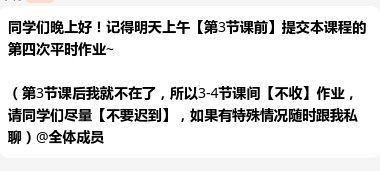 同学们晚上好！记得明天上午【第3节课前】提交本课程的
第四次平时作业~
（第3节课后我就不在了，所以3-4节课间【不收】作业，
请同学们尽量【不要迟到】，如果有特殊情况随时跟我私
聊）@全体成员